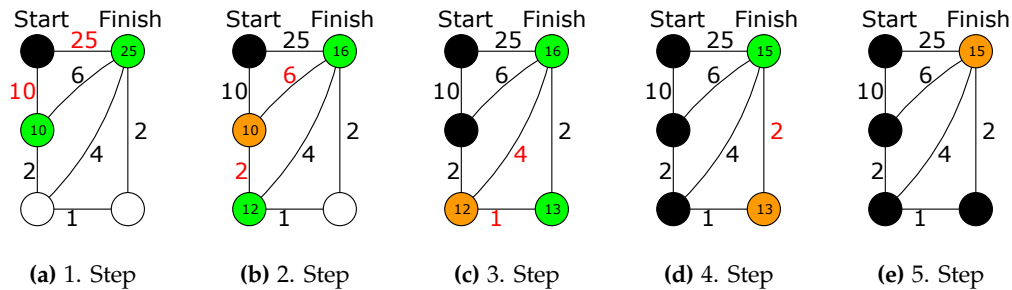 Start Finish Start Finish Start Finish Start Finish Start Finish
25 25 25 25 25
25 16 16 15 15
6 6 6 6 6
10 10 10 10 10
10 10
2 2 2 2 2
4 4 4 4 4
2 2 2 2 2
12 12 13 13
1 1 1 1 1
(a) 1. Step (b) 2. Step (c) 3. Step (d) 4. Step (e) 5. Step